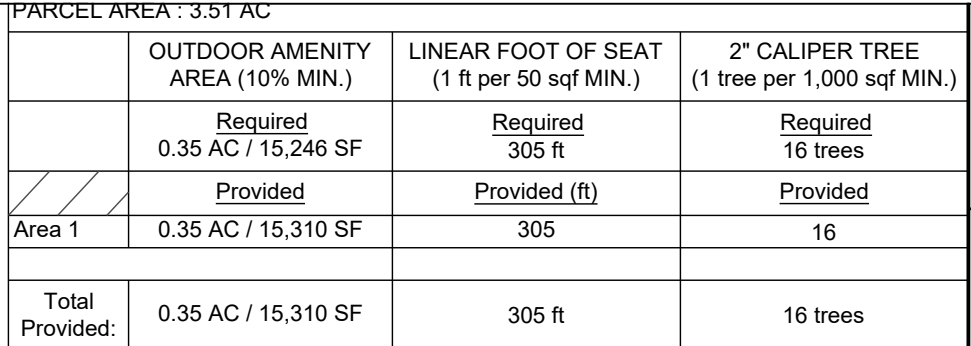 PARCEL AREA : 3.51 AC
OUTDOOR AMENITY AREA (10% MIN.)
LINEAR FOOT OF SEAT (1 ft per 50 sqf MIN.)
2" CALIPER TREE (1 tree per 1,000 sqf MIN.)
Required 0.35 AC / 15,246 SF
Required 305 ft
Required 16 trees
Provided
Provided (ft)
Provided
Area 1
0.35 AC / 15,310 SF
305
16
Total Provided:
0.35 AC / 15,310 SF
305 ft
16 trees